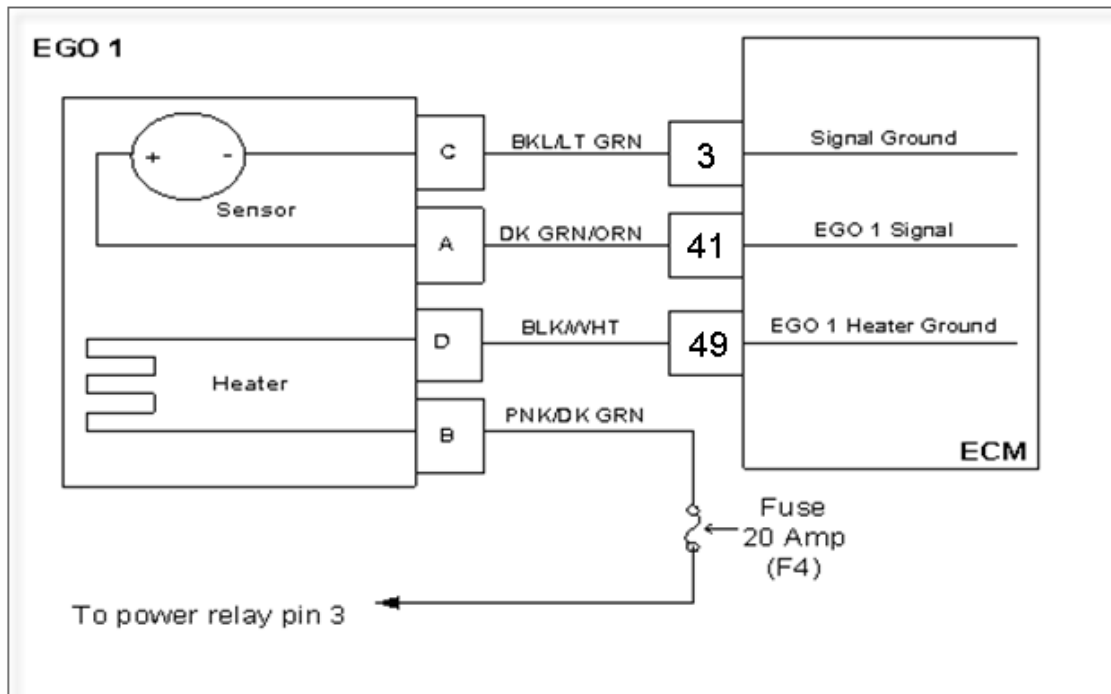 EGO 1
C
BKL/LT GRN
3
Signal Ground
+
-
Sensor
A
DK GRN/ORN
41
EGO 1 Signal
D
BLK/WHT
49
EGO 1 Heater Ground
Heater
B
PNK/DK GRN
ECM
Fuse
20 Amp
(F4)
To power relay pin 3